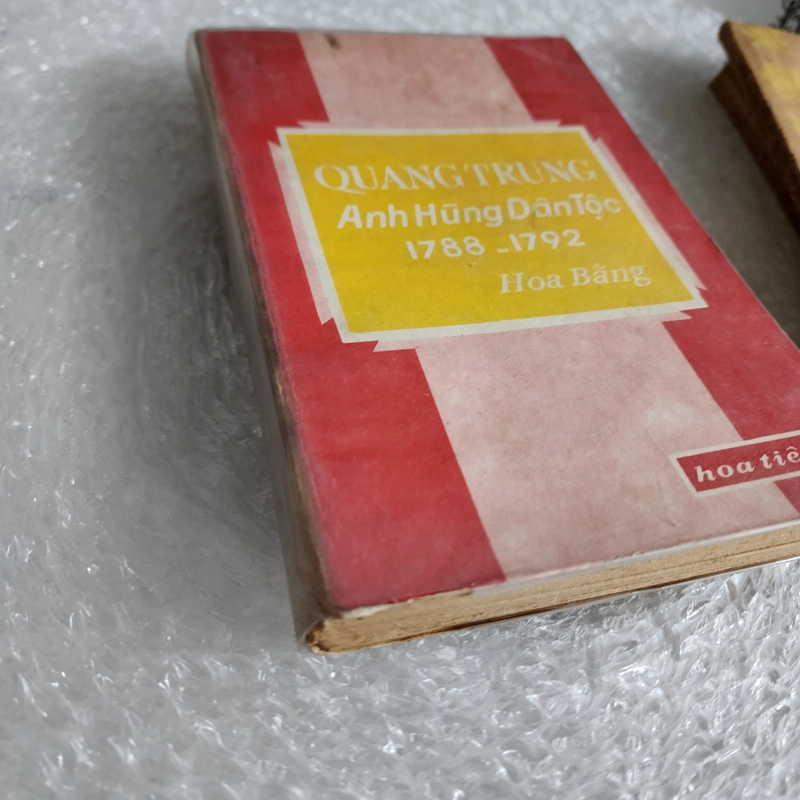 QUANG TRUNG
Anh Hùng Dân Tộc
1788 - 1792
Hoa Bằng
hoa tiê